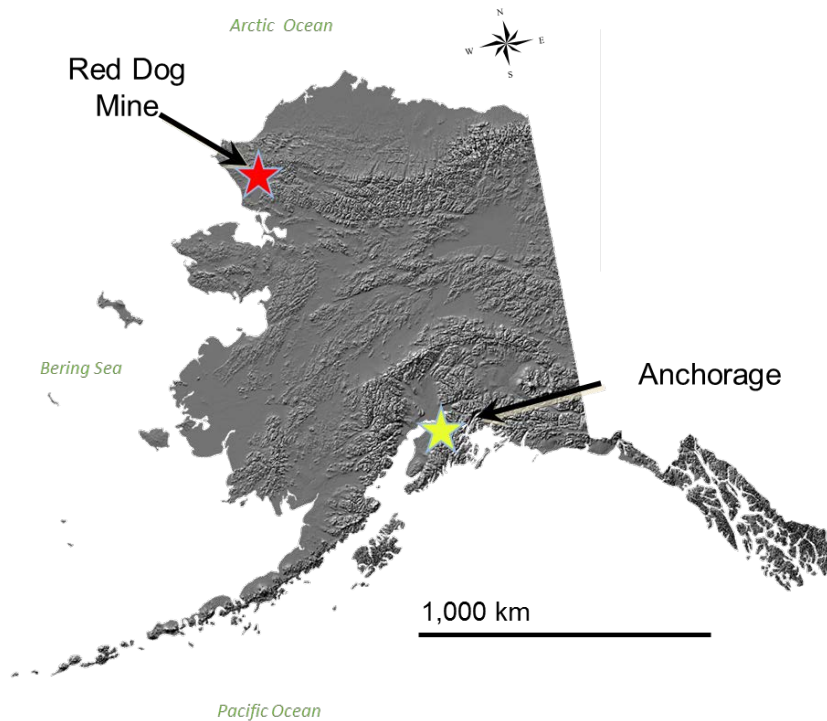 Arctic Ocean
N
W
E
S
Red Dog
Mine
Bering Sea
Anchorage
1,000 km
Pacific Ocean